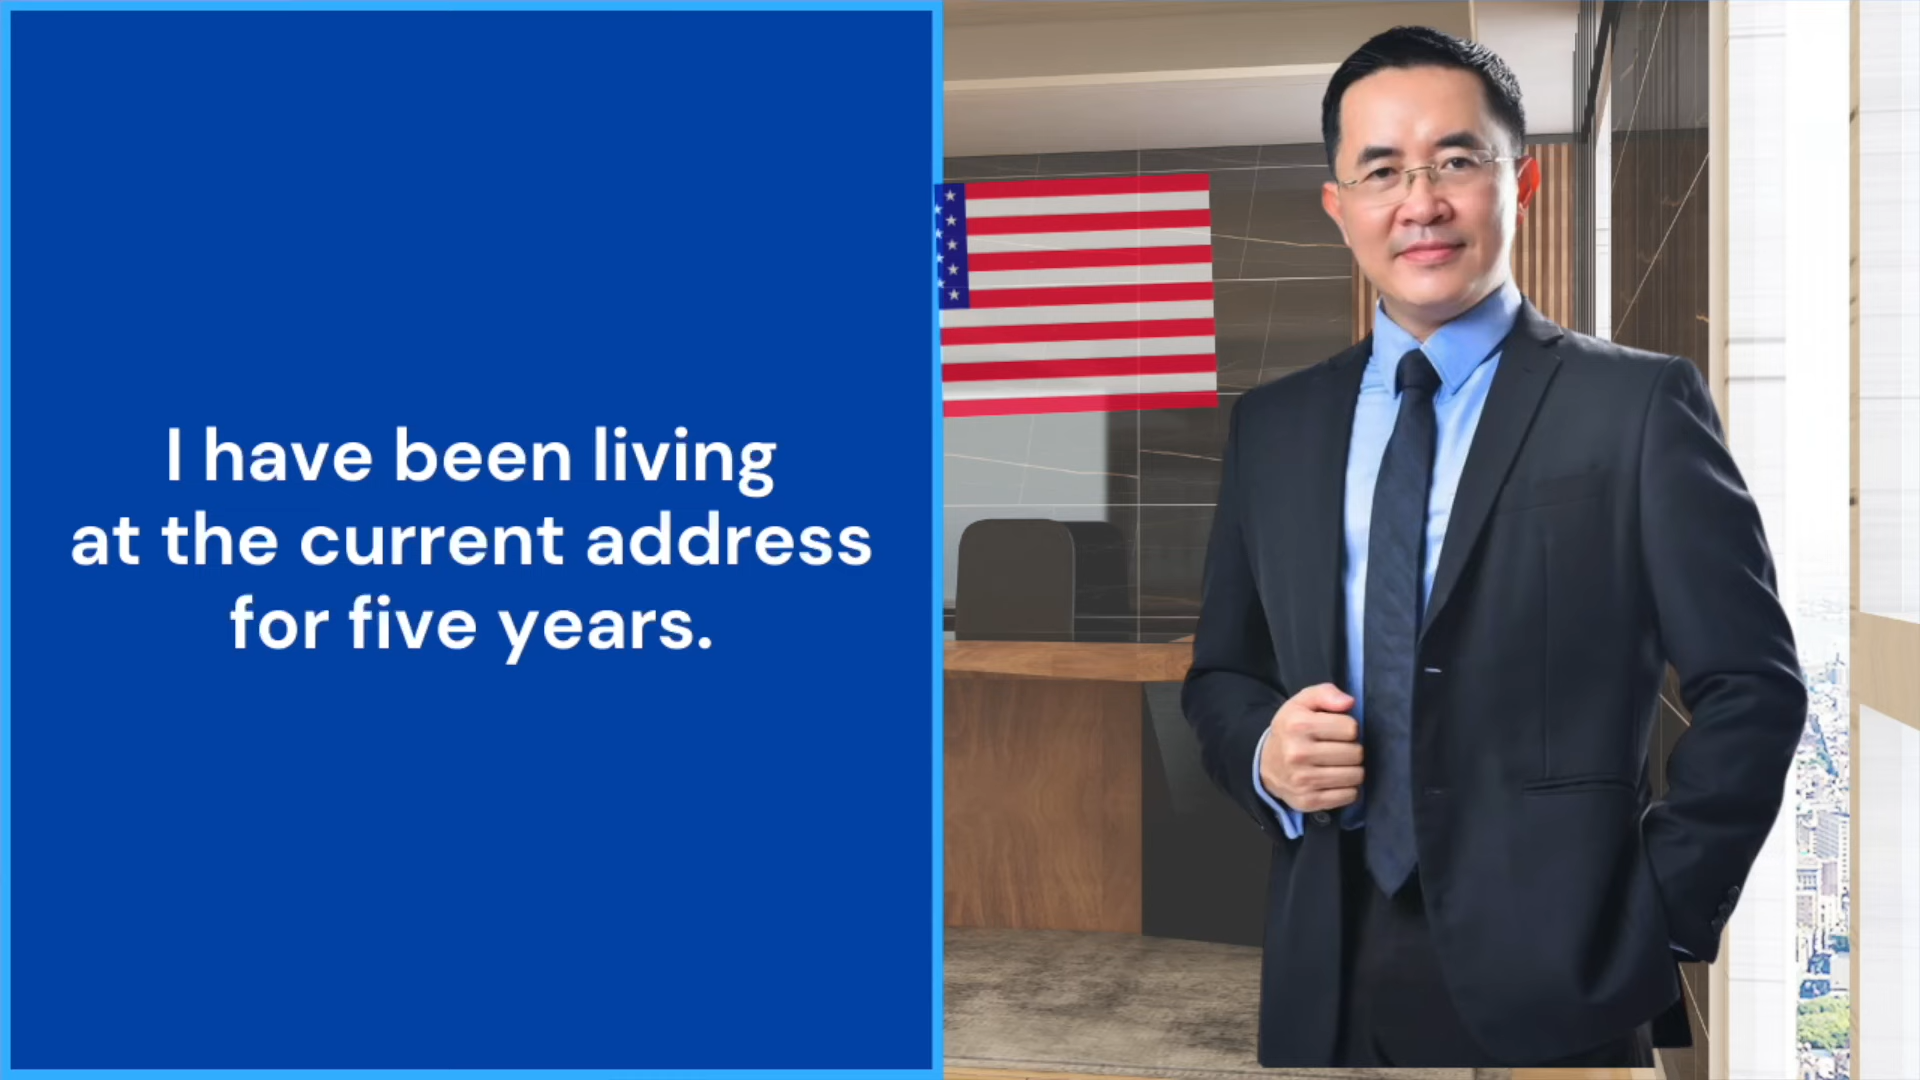 I have been living
at the current address
for five years.